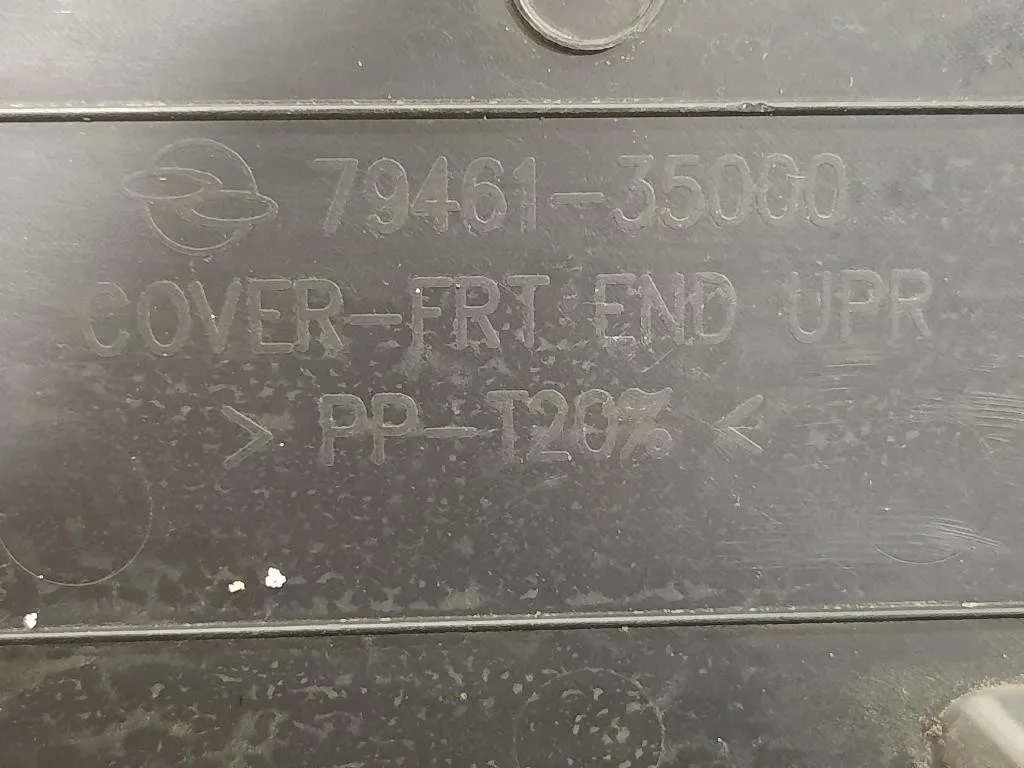 79461-35000
COVER-FRT END UPR
> PP-T20% <